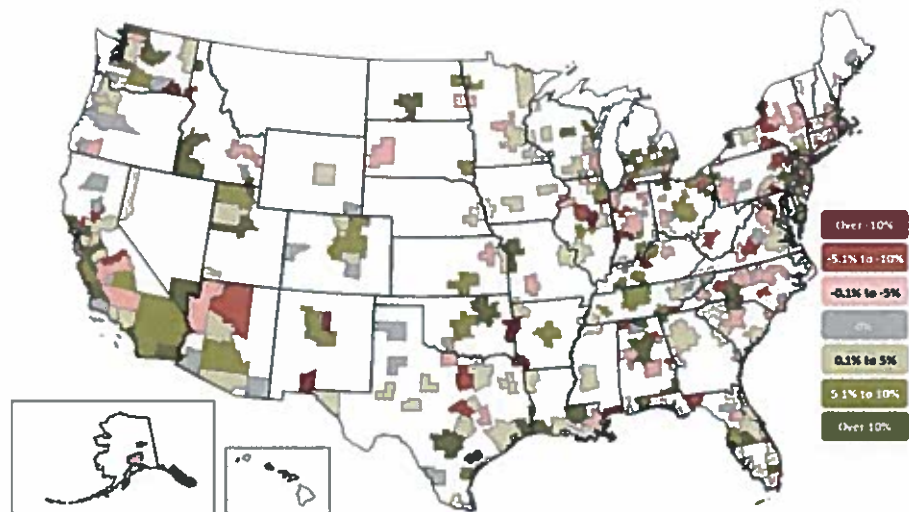 Over -10%
-5.1% to -10%
-0.1% to -5%
0%
0.1% to 5%
5.1% to 10%
Over 10%